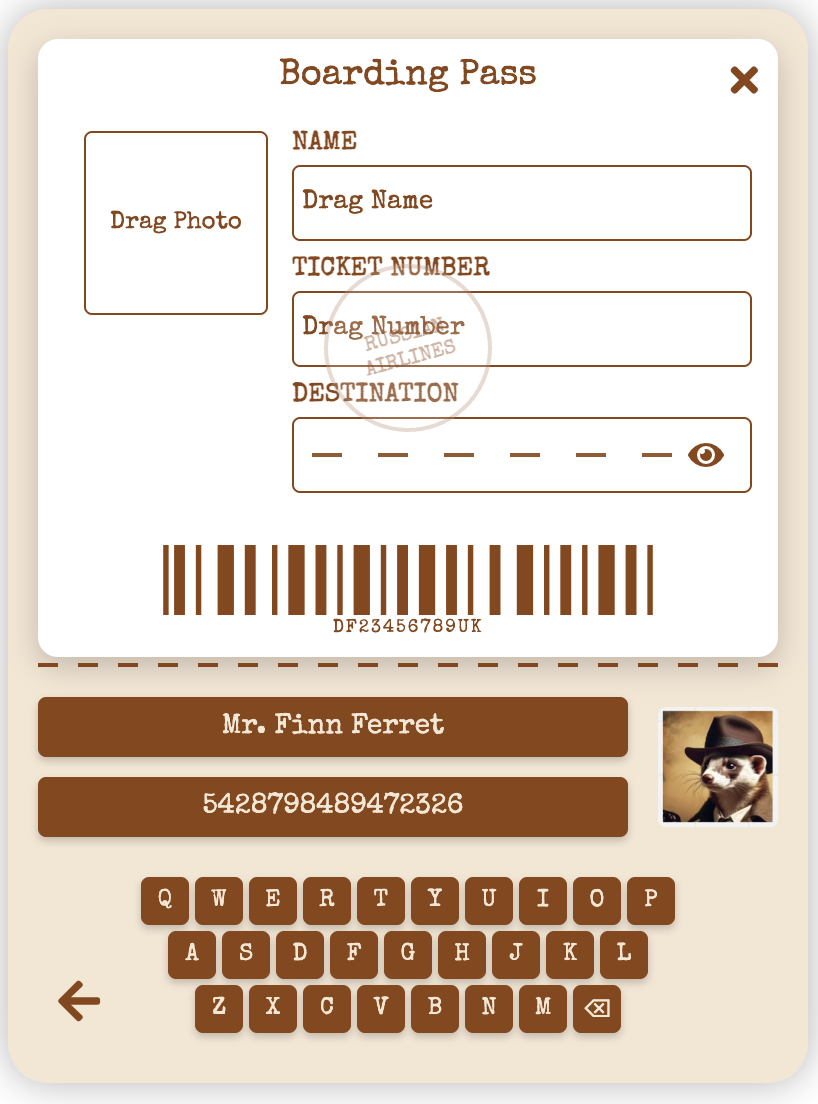 Boarding Pass
NAME
Drag Photo
Drag Name
TICKET NUMBER
Drag Number
RUSSIAN
AIRLINES
DESTINATION
DF23456789UK
Mr. Finn Ferret
5428798489472326
Q W E R T Y U I O P
A S D F G H J K L
Z X C V B N M